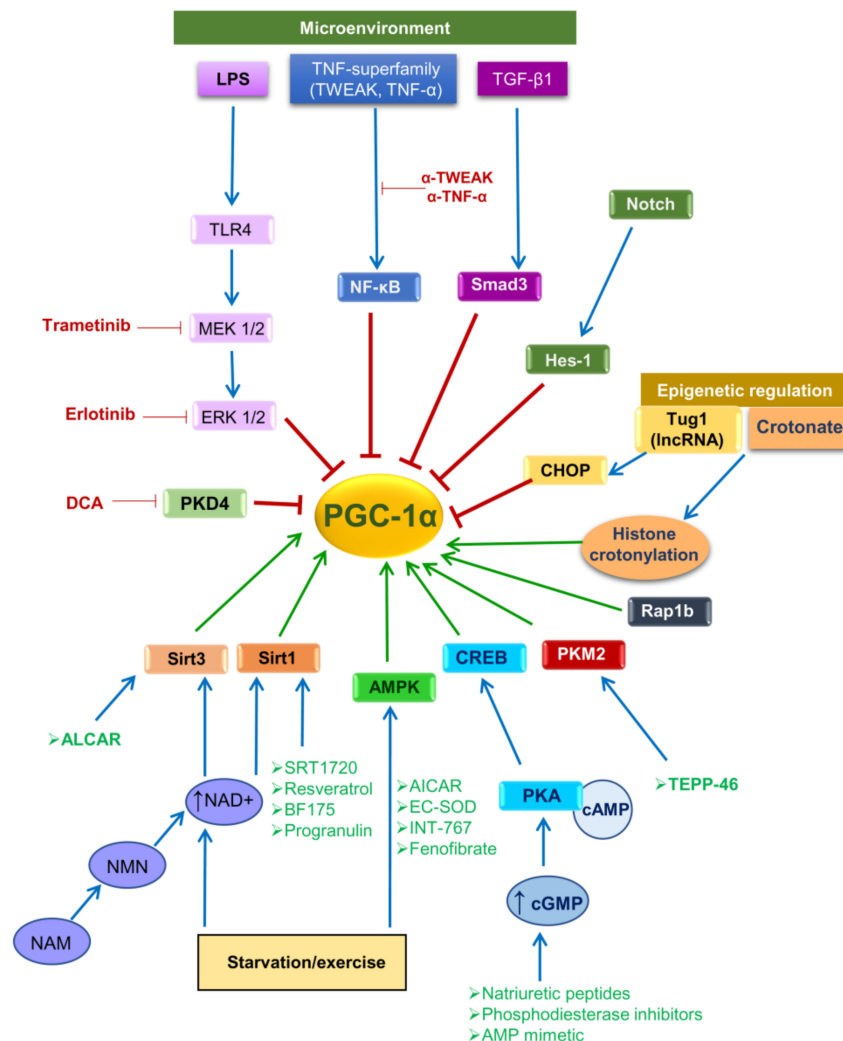 Microenvironment
LPS
TNF-superfamily
(TWEAK, TNF-α)
TGF-β1
α-TWEAK
α-TNF-α
Notch
TLR4
NF-κB
Smad3
Trametinib
MEK 1/2
Hes-1
Epigenetic regulation
Erlotinib
ERK 1/2
Tug1
(lncRNA)
Crotonate
CHOP
DCA
PKD4
PGC-1α
Histone
crotonylation
Rap1b
Sirt3
Sirt1
AMPK
CREB
PKM2
➢ALCAR
➢SRT1720
➢Resveratrol
➢BF175
➢Progranulin
➢AICAR
➢EC-SOD
➢INT-767
➢Fenofibrate
➢TEPP-46
↑NAD+
PKA
cAMP
NMN
↑ cGMP
NAM
Starvation/exercise
➢Natriuretic peptides
➢Phosphodiesterase inhibitors
➢AMP mimetic